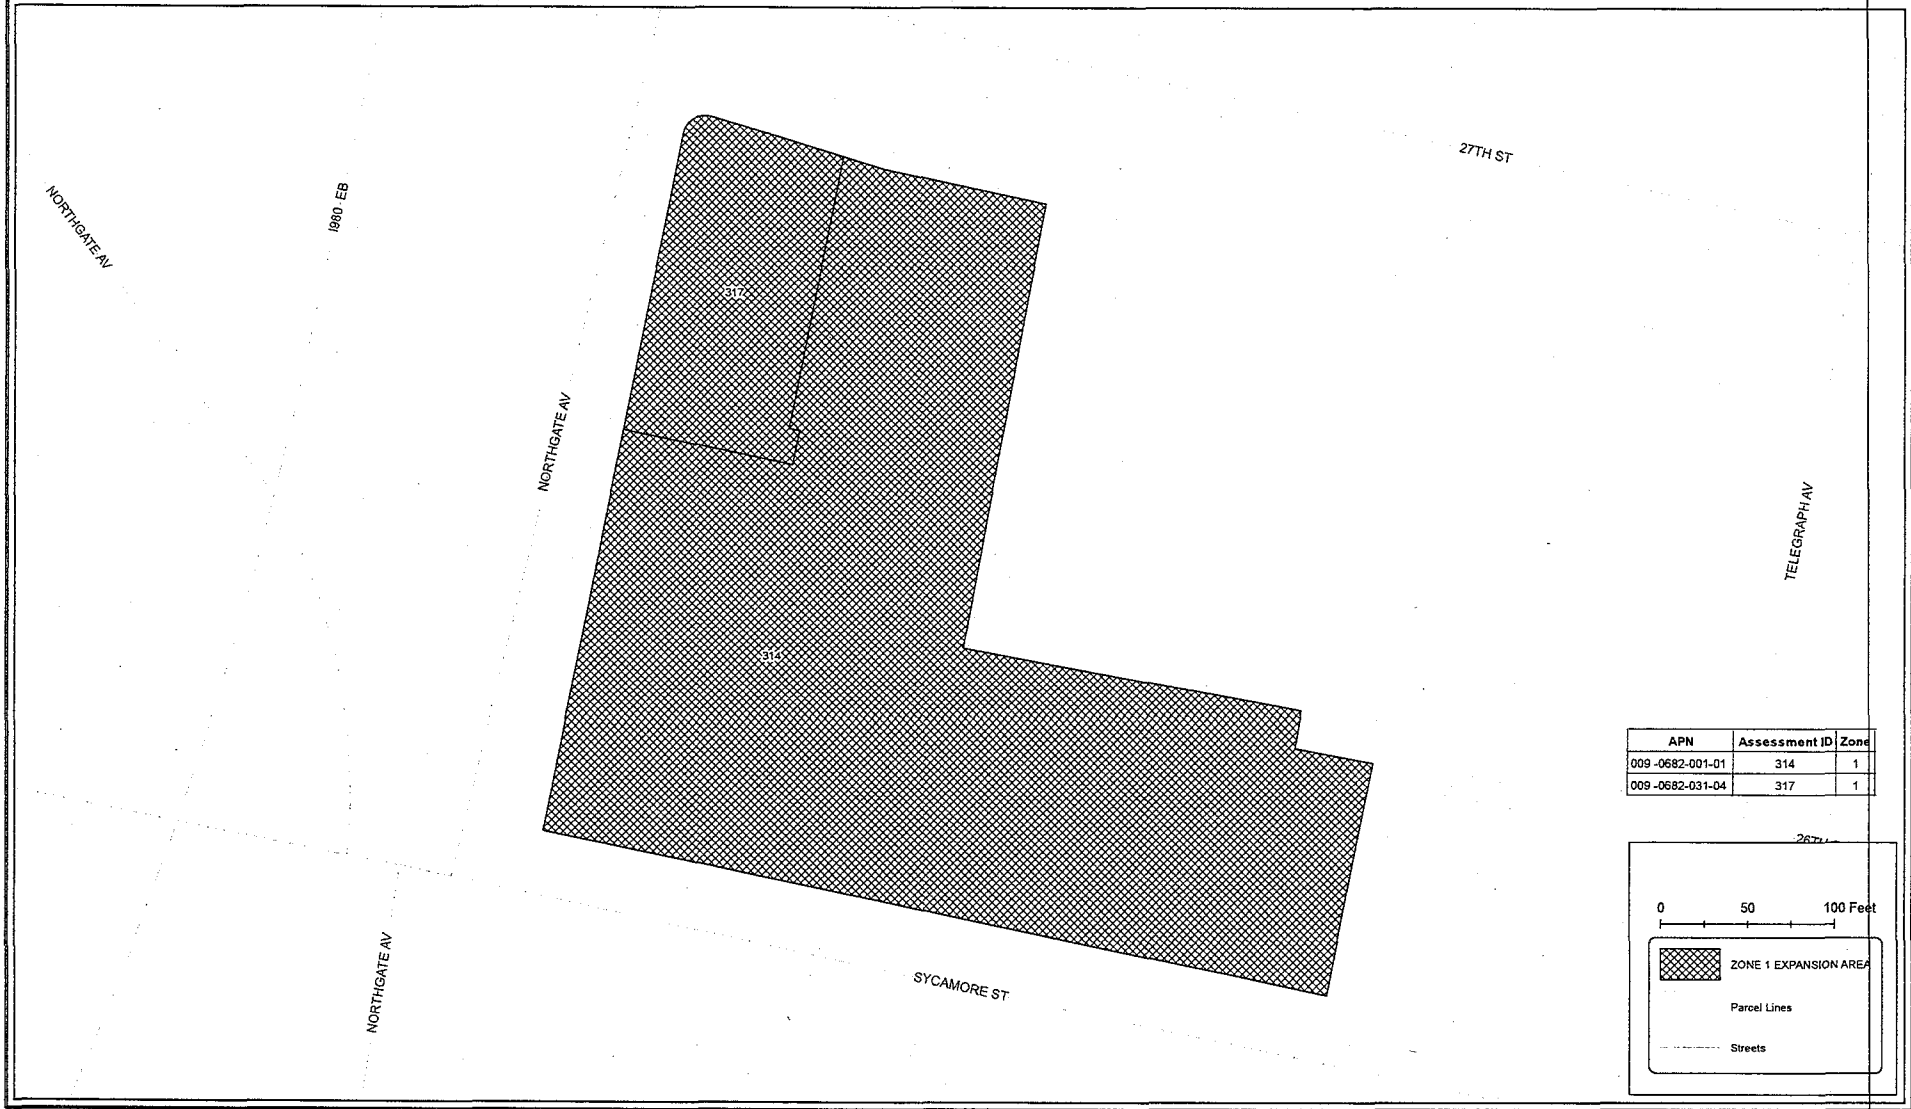 27TH ST
NORTHGATE AV
I980 EB
317
NORTHGATE AV
TELEGRAPH AV
314
APN Assessment ID Zone
009 -0682-001-01 314 1
009 -0682-031-04 317 1
0 50 100 Feet
ZONE 1 EXPANSION AREA
NORTHGATE AV
SYCAMORE ST
Parcel Lines
Streets